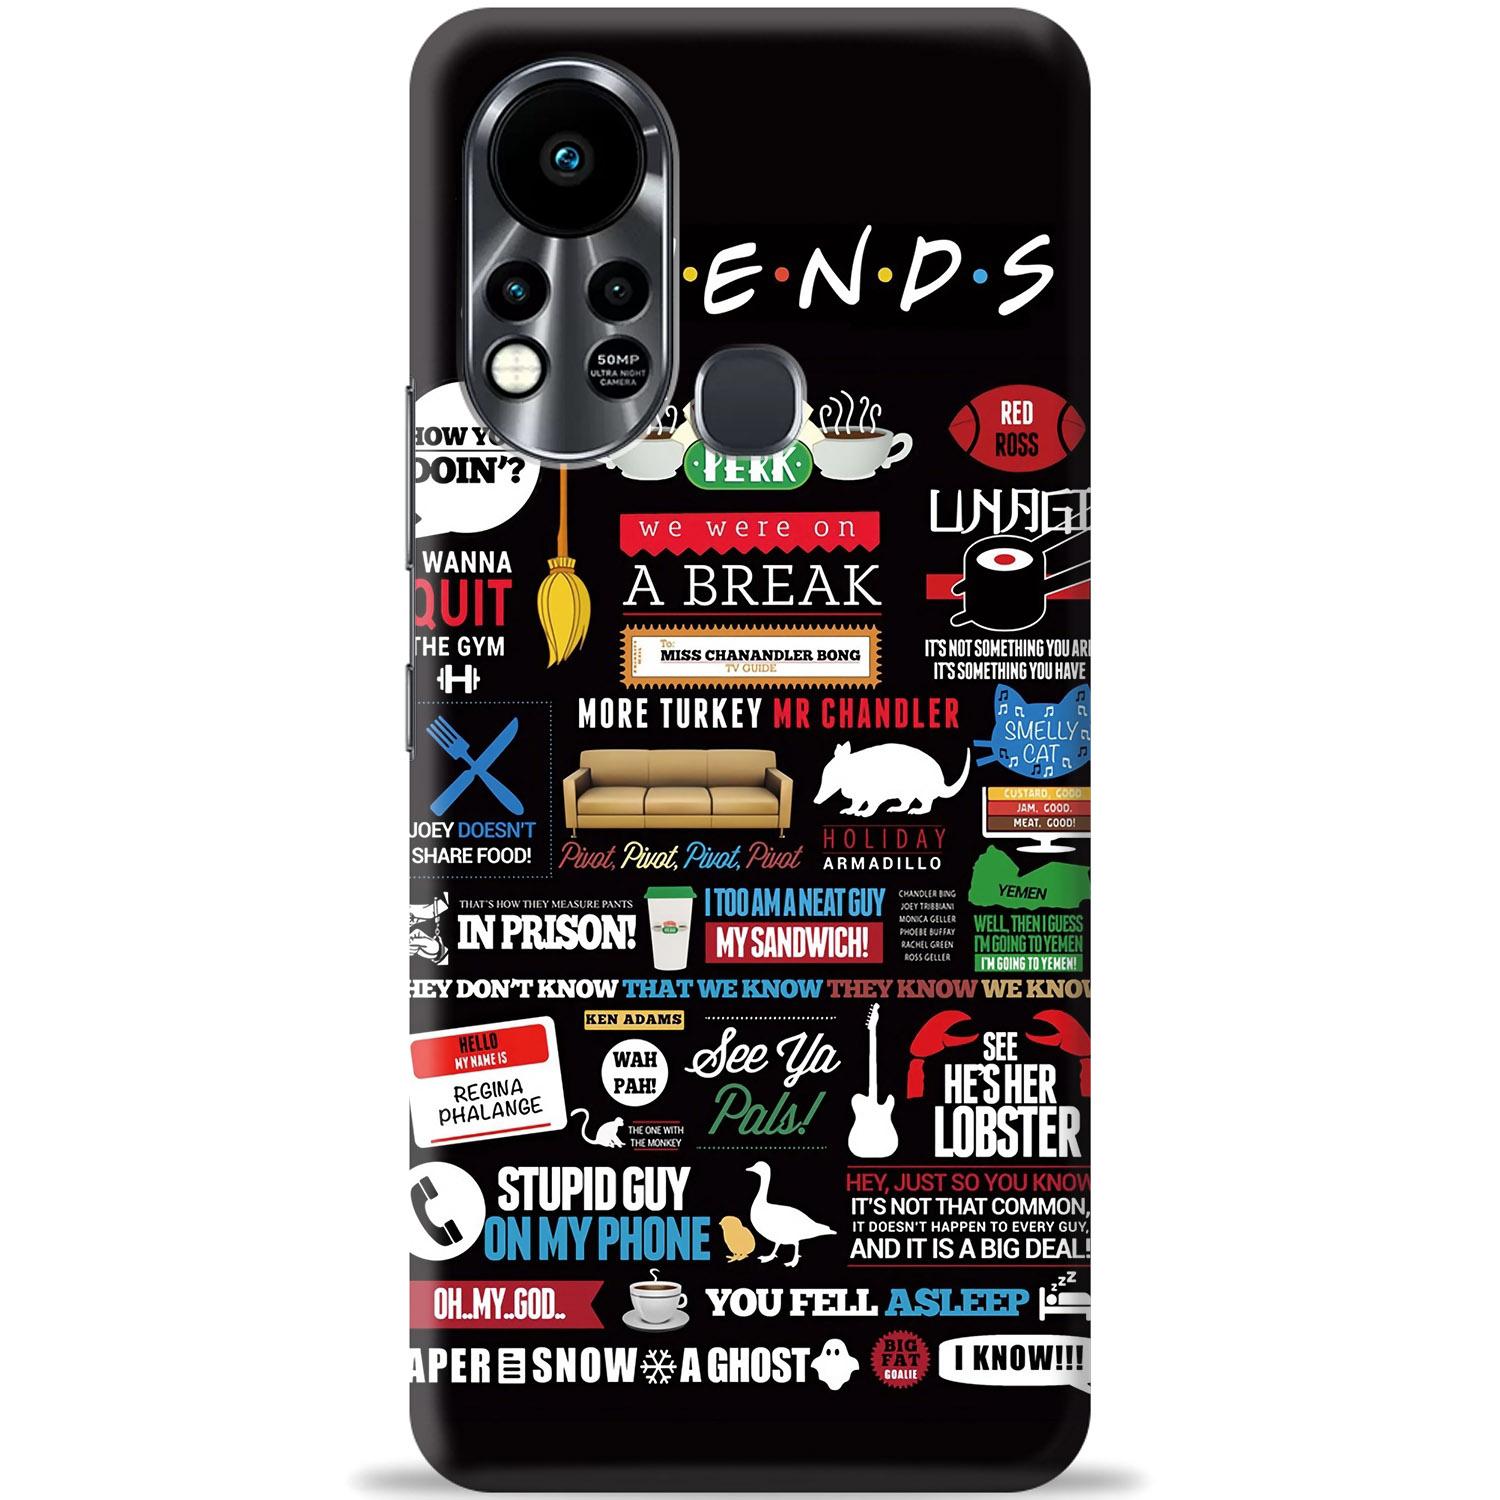 ·E·N·D·S
50MP
ULTRA NIGHT
CAMERA
HOW YO
DOIN'?
PERK
RED
ROSS
we were on
A BREAK
UNAGI
WANNA
QUIT
THE GYM
To:
MISS CHANANDLER BONG
TV GUIDE
IT'S NOT SOMETHING YOU ARE
IT'S SOMETHING YOU HAVE
MORE TURKEY MR CHANDLER
SMELLY
CAT
CUSTARD, GOOD
JAM, GOOD.
MEAT, GOOD!
JOEY DOESN'T
SHARE FOOD!
Pivot, Pivot, Pivot, Pivot
HOLIDAY
ARMADILLO
YEMEN
WELL, THEN I GUESS
I'M GOING TO YEMEN
I'M GOING TO YEMEN!
THAT'S HOW THEY MEASURE PANTS
IN PRISON!
I TOO AM A NEAT GUY
MY SANDWICH!
CHANDLER BING
JOEY TRIBBIANI
MONICA GELLER
PHOEBE BUFFAY
RACHEL GREEN
ROSS GELLER
HEY DON'T KNOW THAT WE KNOW THEY KNOW WE KNOW
HELLO
MY NAME IS
REGINA
PHALANGE
KEN ADAMS
WAH
PAH!
THE ONE WITH
THE MONKEY
See Ya
Pals!
SEE
HE'S HER
LOBSTER
STUPID GUY
ON MY PHONE
HEY, JUST SO YOU KNOW
IT'S NOT THAT COMMON,
IT DOESN'T HAPPEN TO EVERY GUY,
AND IT IS A BIG DEAL!
OH..MY..GOD..
YOU FELL ASLEEP
zzz
APER SNOW A GHOST
BIG
FAT
GOALIE
I KNOW!!!